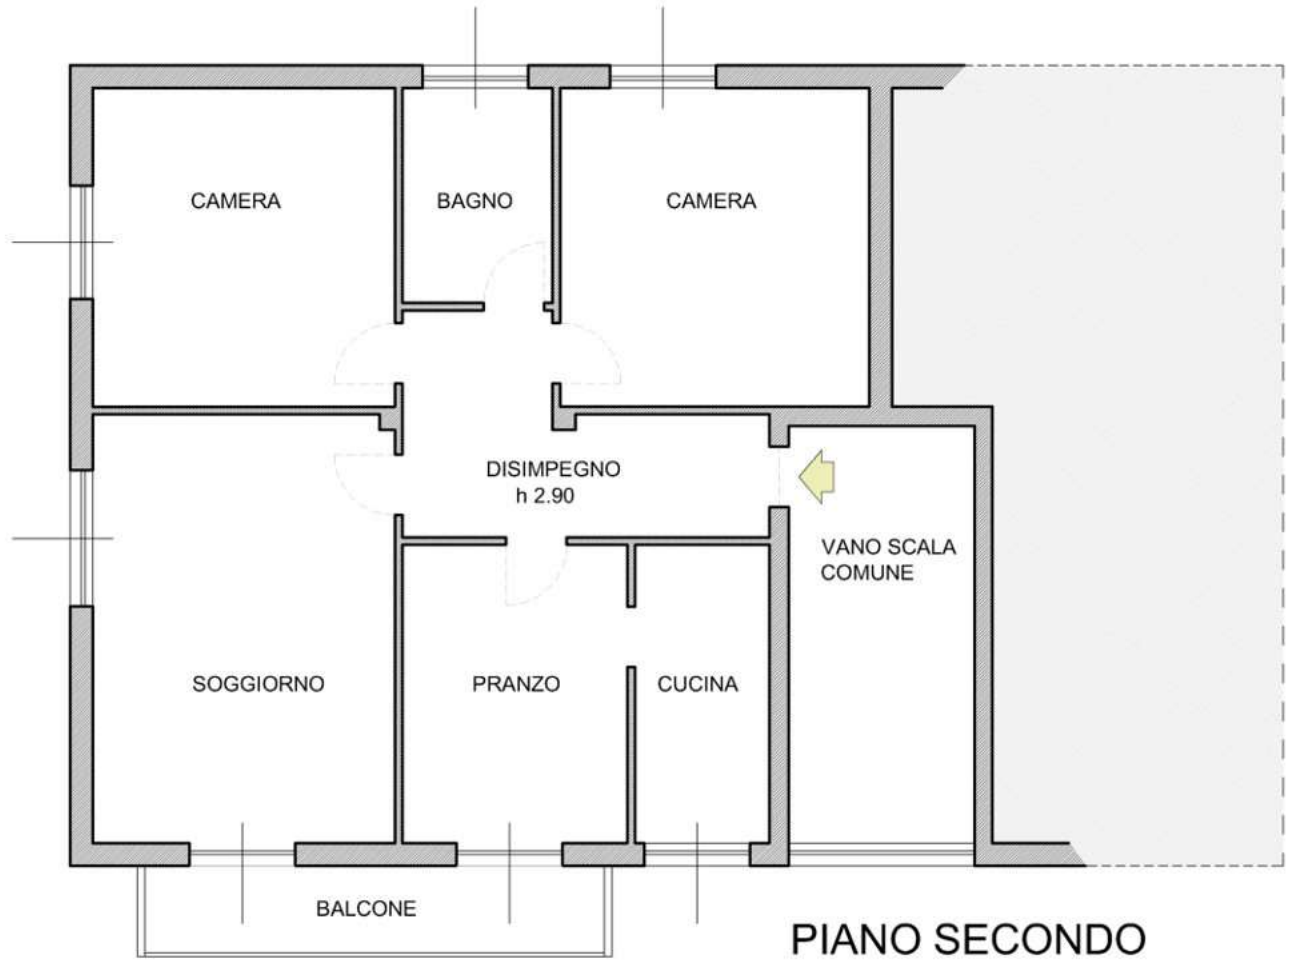 CAMERA
BAGNO
CAMERA
DISIMPEGNO
h 2.90
VANO SCALA
COMUNE
SOGGIORNO
PRANZO
CUCINA
BALCONE
PIANO SECONDO